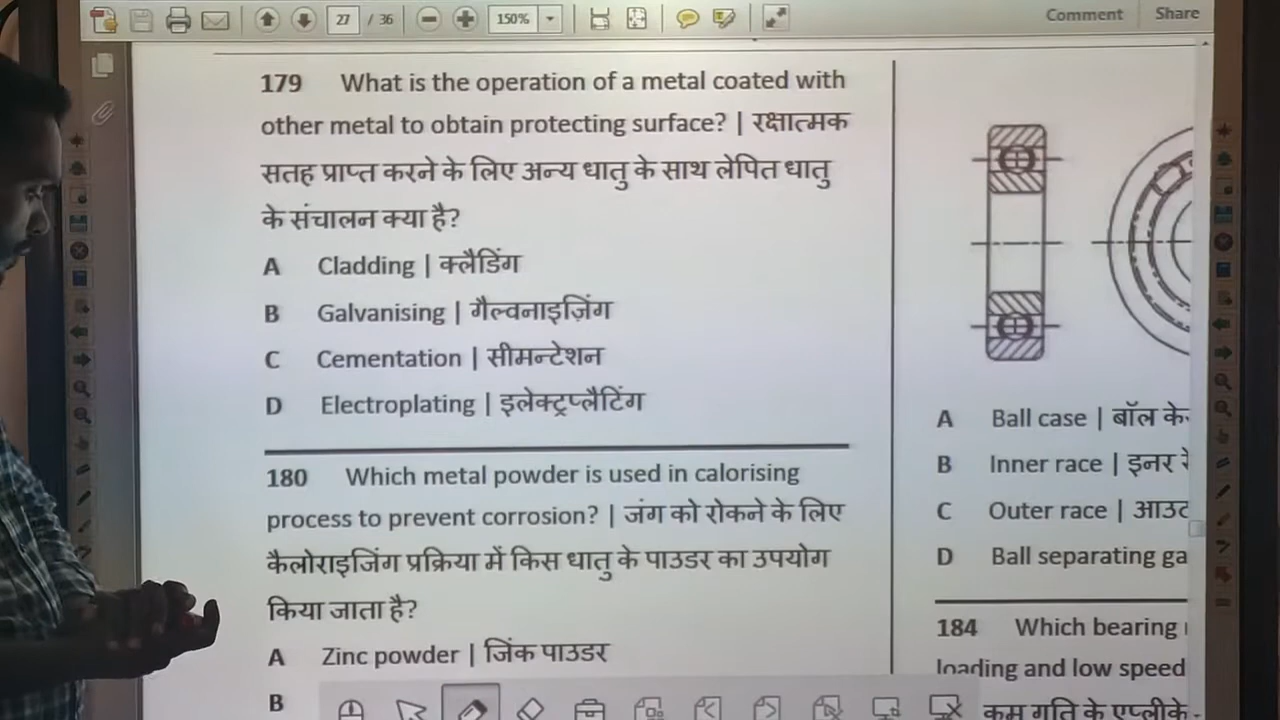 27 / 36
150%
Comment Share
179 What is the operation of a metal coated with
other metal to obtain protecting surface? | रक्षात्मक
सतह प्राप्त करने के लिए अन्य धातु के साथ लेपित धातु
के संचालन क्या है?
A Cladding | क्लैडिंग
B Galvanising | गैल्वनाइज़िंग
C Cementation | सीमन्टेशन
D Electroplating | इलेक्ट्रप्लैटिंग
180 Which metal powder is used in calorising
process to prevent corrosion? | जंग को रोकने के लिए
कैलोराइजिंग प्रक्रिया में किस धातु के पाउडर का उपयोग
किया जाता है?
A Zinc powder | जिंक पाउडर
B
A Ball case | बॉल
B Inner race | इनर
C Outer race |
D Ball separating
184 Which bearing
loading and low speed
कम गति के